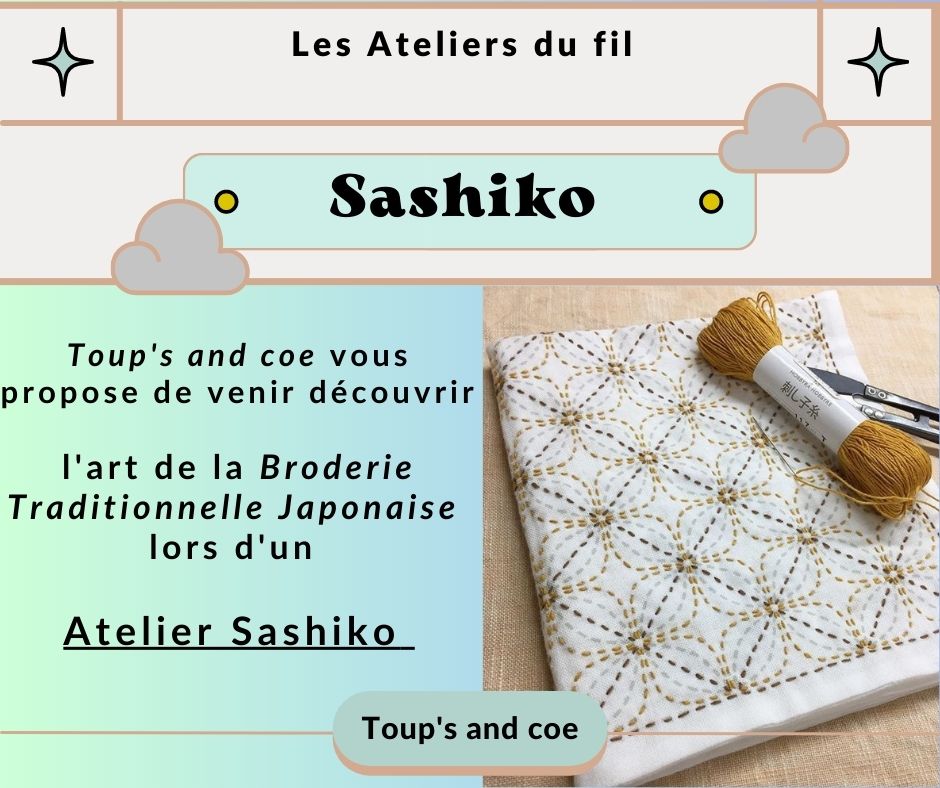 Les Ateliers du fil
Sashiko
Toup's and coe vous
propose de venir découvrir
l'art de la Broderie
Traditionnelle Japonaise
lors d'un
Atelier Sashiko
刺し子糸
Toup's and coe